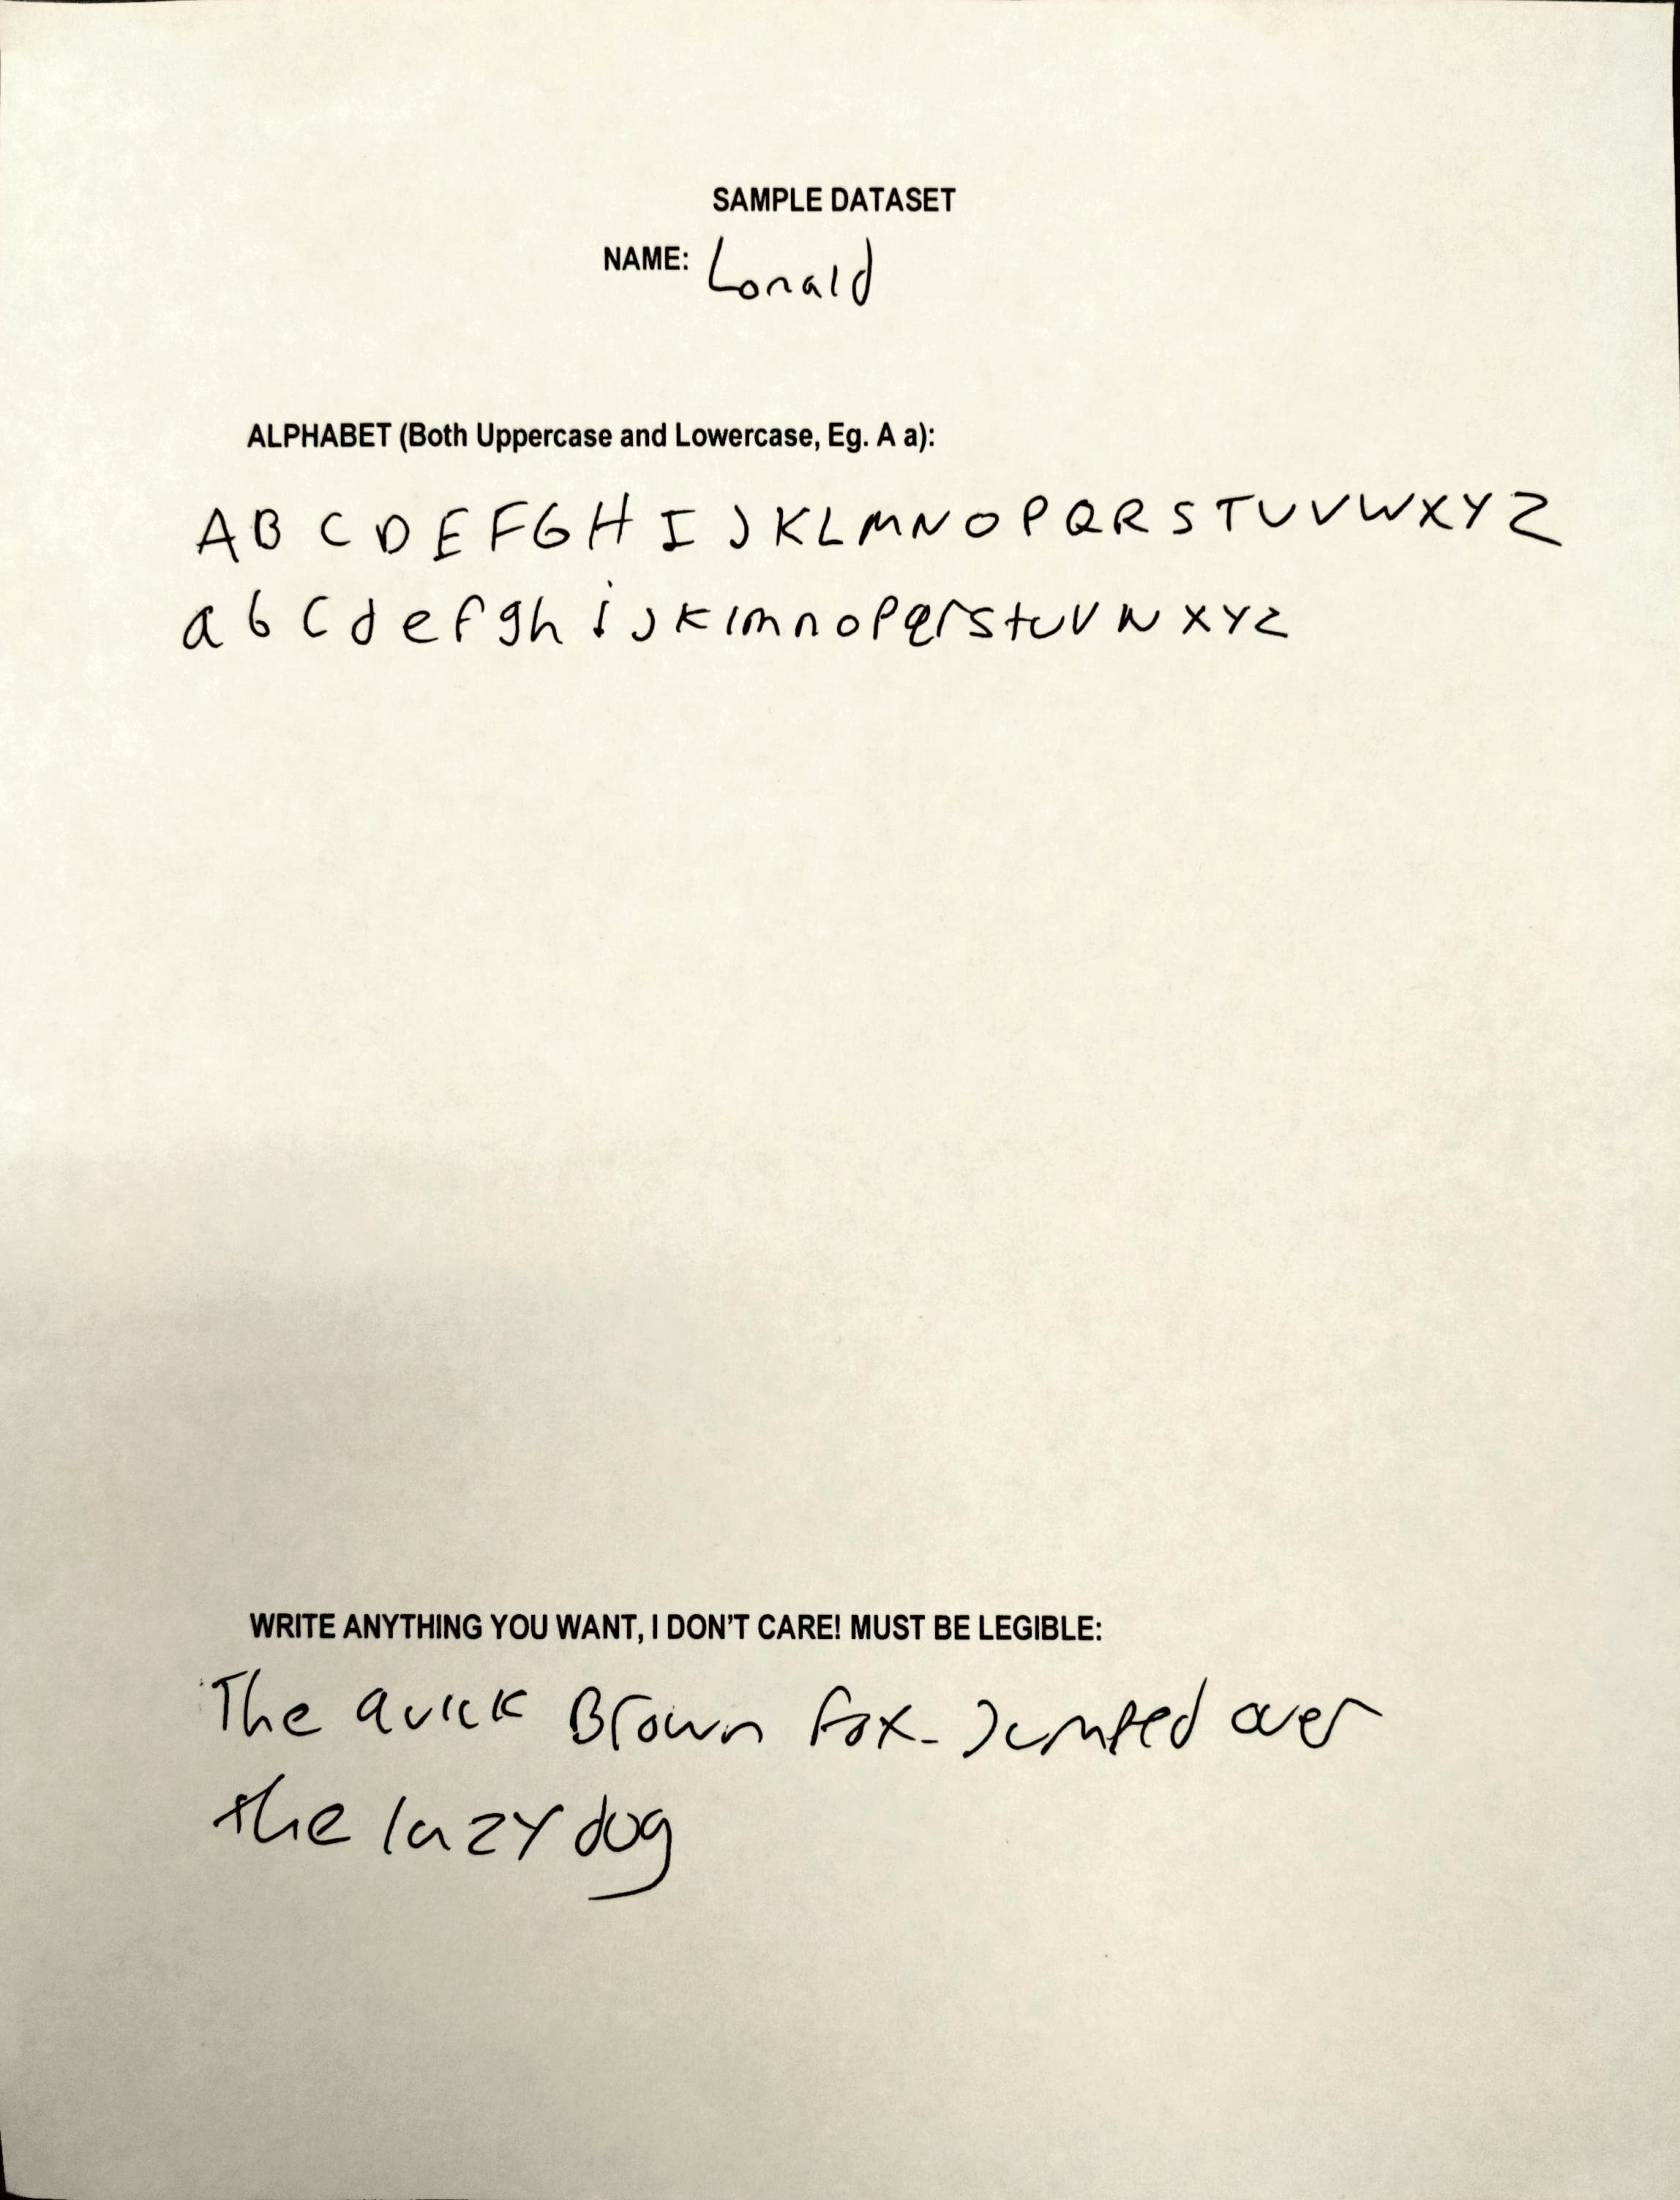 SAMPLE DATASET
NAME: Lonald
ALPHABET (Both Uppercase and Lowercase, Eg. A a):
A B C D E F G H I J K L M N O P Q R S T U V W X Y Z
a b c d e f g h i j k l m n o p q r s t u v w x y z
WRITE ANYTHING YOU WANT, I DON'T CARE! MUST BE LEGIBLE:
The quick Brown fox- Jumped over
the lazy dog